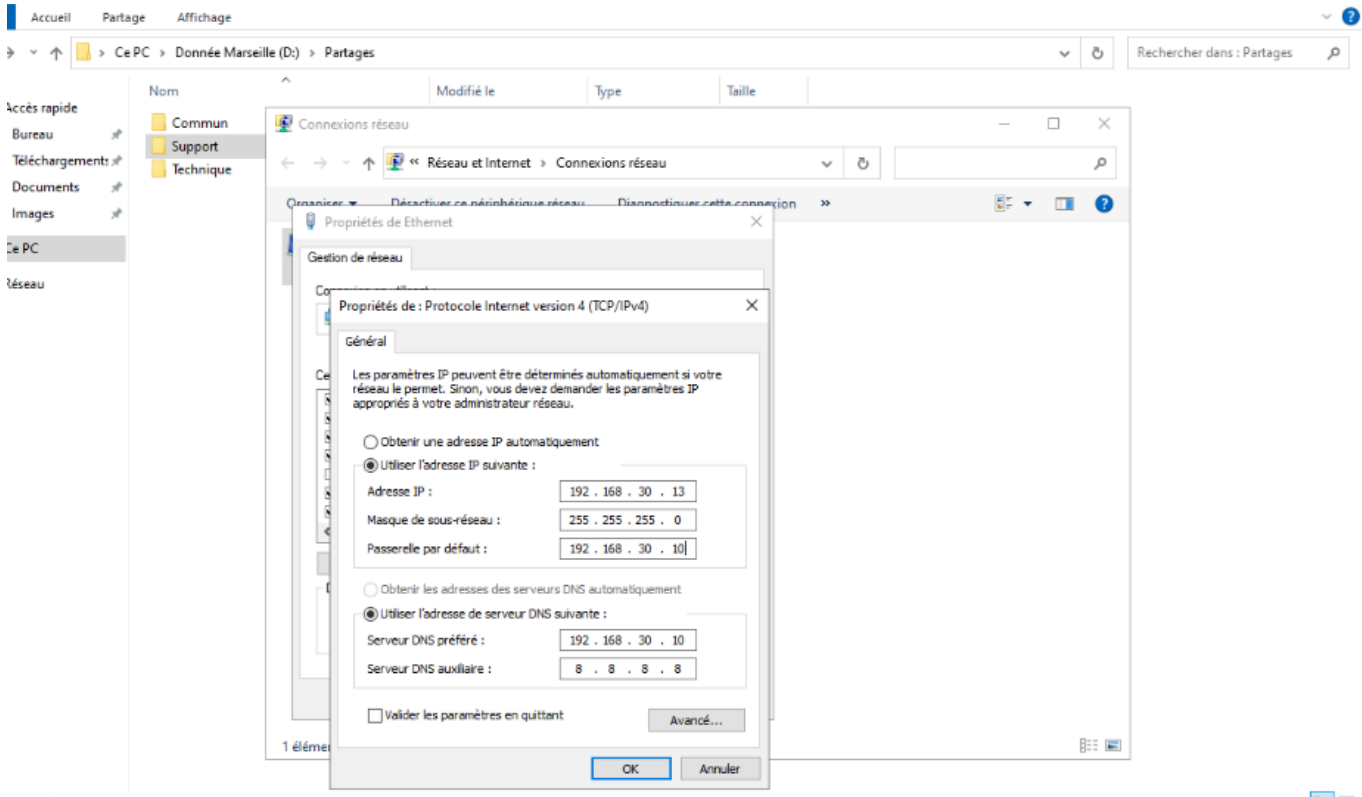 Accueil Partage Affichage
Ce PC > Donnée Marseille (D:) > Partages
Rechercher dans : Partages
Nom Modifié le Type Taille
Accès rapide
Bureau
Téléchargements
Documents
Images
Ce PC
Réseau
Commun
Support
Technique
Connexions réseau
« Réseau et Internet > Connexions réseau
Organiser Désactiver ce périphérique réseau Diagnostiquer cette connexion »
Propriétés de Ethernet
Gestion de réseau
Propriétés de : Protocole Internet version 4 (TCP/IPv4)
Général
Les paramètres IP peuvent être déterminés automatiquement si votre
réseau le permet. Sinon, vous devez demander les paramètres IP
appropriés à votre administrateur réseau.
Obtenir une adresse IP automatiquement
Utiliser l'adresse IP suivante :
Adresse IP : 192 . 168 . 30 . 13
Masque de sous-réseau : 255 . 255 . 255 . 0
Passerelle par défaut : 192 . 168 . 30 . 10
Obtenir les adresses des serveurs DNS automatiquement
Utiliser l'adresse de serveur DNS suivante :
Serveur DNS préféré : 192 . 168 . 30 . 10
Serveur DNS auxiliaire : 8 . 8 . 8 . 8
Valider les paramètres en quittant
Avancé...
OK Annuler